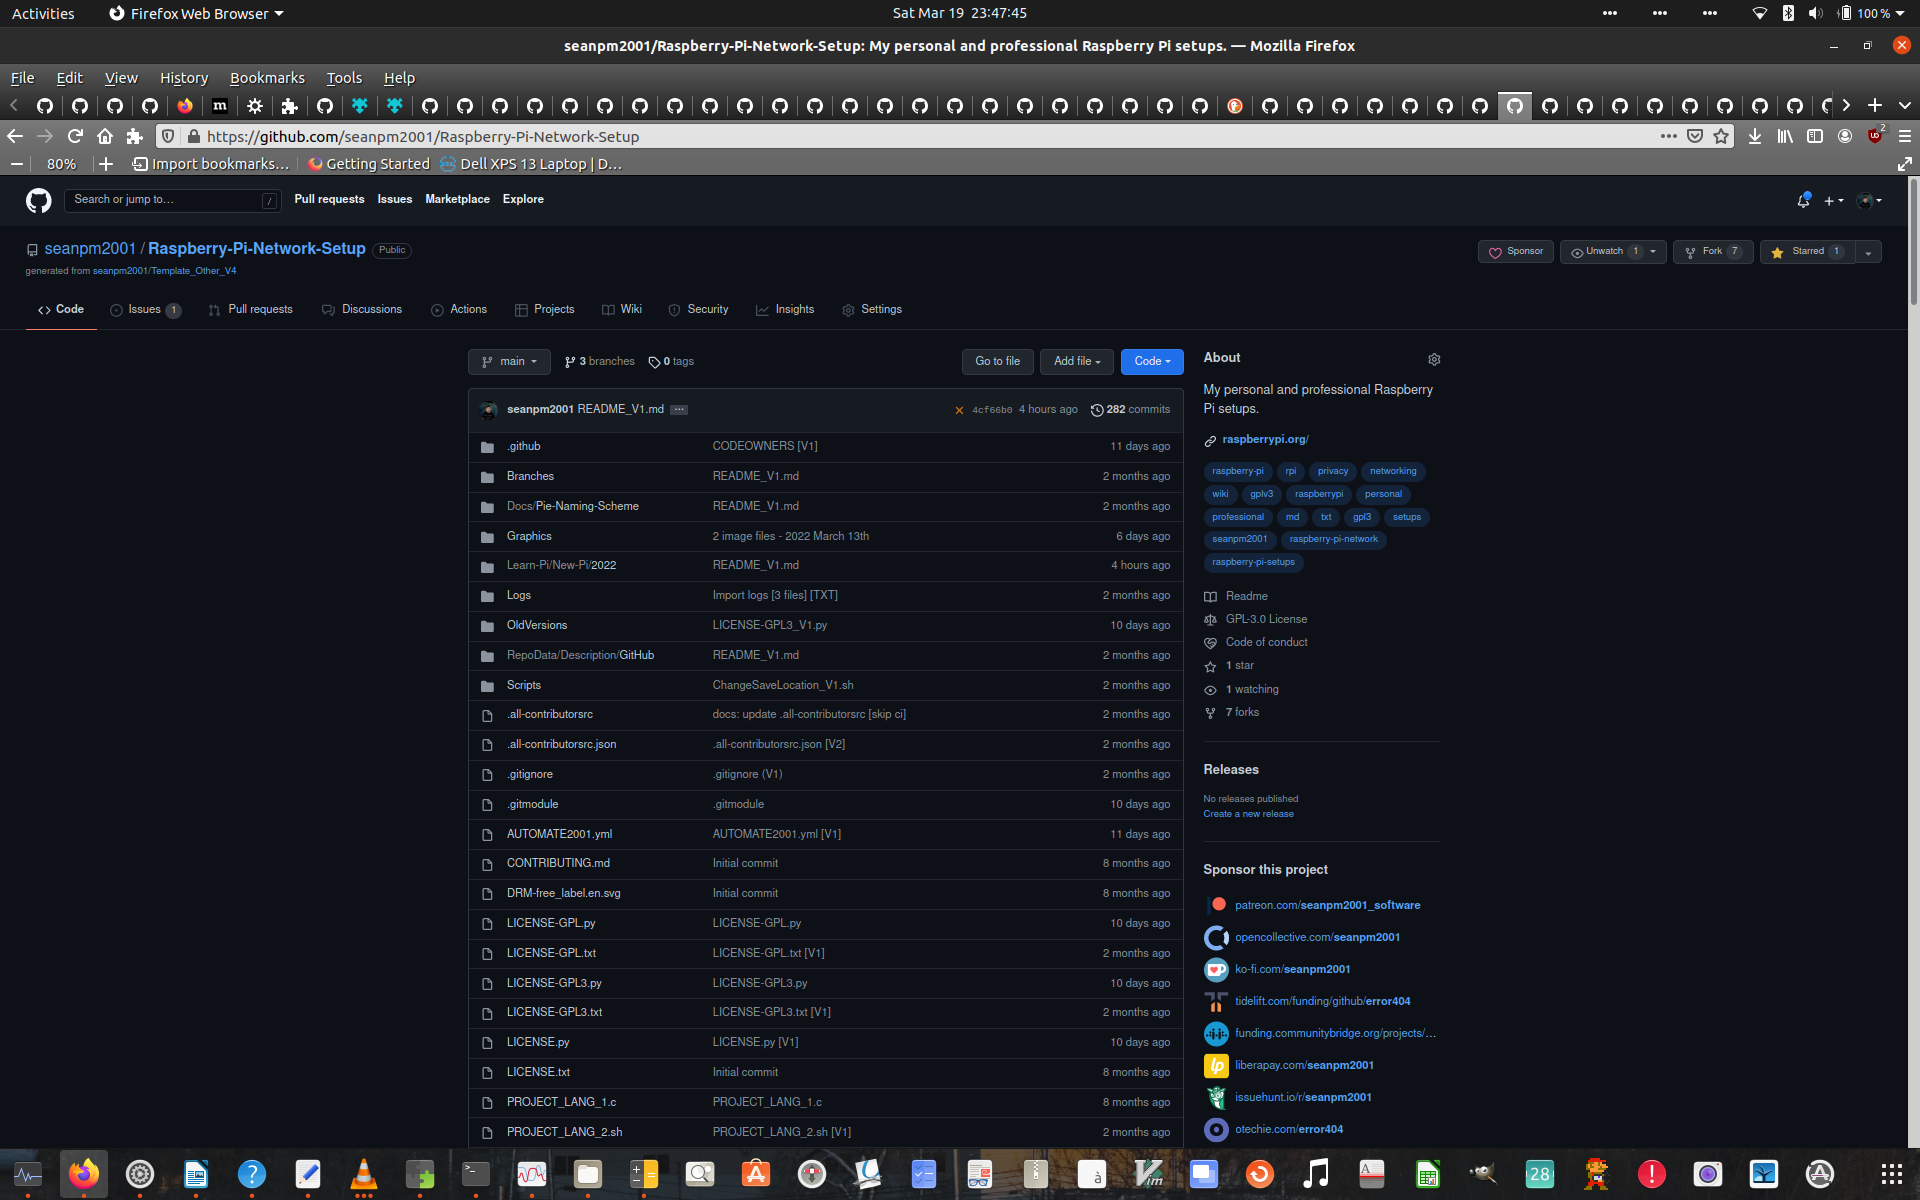 Activities
Firefox Web Browser
Sat Mar 19 23:47:45
100 %
seanpm2001/Raspberry-Pi-Network-Setup: My personal and professional Raspberry Pi setups. — Mozilla Firefox
File Edit View History Bookmarks Tools Help
https://github.com/seanpm2001/Raspberry-Pi-Network-Setup
2
80%
Import bookmarks…
Getting Started
Dell XPS 13 Laptop | D…
Search or jump to…
/
Pull requests Issues Marketplace Explore
seanpm2001 / Raspberry-Pi-Network-Setup Public
generated from seanpm2001/Template_Other_V4
Sponsor
Unwatch 1
Fork 7
Starred 1
Code
Issues 1
Pull requests
Discussions
Actions
Projects
Wiki
Security
Insights
Settings
main
3 branches
0 tags
Go to file
Add file
Code
seanpm2001 README_V1.md
4cf66b0 4 hours ago
282 commits
.github CODEOWNERS [V1] 11 days ago
Branches README_V1.md 2 months ago
Docs/Pie-Naming-Scheme README_V1.md 2 months ago
Graphics 2 image files - 2022 March 13th 6 days ago
Learn-Pi/New-Pi/2022 README_V1.md 4 hours ago
Logs Import logs [3 files] [TXT] 2 months ago
OldVersions LICENSE-GPL3_V1.py 10 days ago
RepoData/Description/GitHub README_V1.md 2 months ago
Scripts ChangeSaveLocation_V1.sh 2 months ago
.all-contributorsrc docs: update .all-contributorsrc [skip ci] 2 months ago
.all-contributorsrc.json .all-contributorsrc.json [V2] 2 months ago
.gitignore .gitignore (V1) 2 months ago
.gitmodule .gitmodule 10 days ago
AUTOMATE2001.yml AUTOMATE2001.yml [V1] 11 days ago
CONTRIBUTING.md Initial commit 8 months ago
DRM-free_label.en.svg Initial commit 8 months ago
LICENSE-GPL.py LICENSE-GPL.py 10 days ago
LICENSE-GPL.txt LICENSE-GPL.txt [V1] 2 months ago
LICENSE-GPL3.py LICENSE-GPL3.py 10 days ago
LICENSE-GPL3.txt LICENSE-GPL3.txt [V1] 2 months ago
LICENSE.py LICENSE.py [V1] 10 days ago
LICENSE.txt Initial commit 8 months ago
PROJECT_LANG_1.c PROJECT_LANG_1.c 8 months ago
PROJECT_LANG_2.sh PROJECT_LANG_2.sh [V1] 2 months ago
About
My personal and professional Raspberry
Pi setups.
raspberrypi.org/
raspberry-pi rpi privacy networking
wiki gplv3 raspberrypi personal
professional md txt gpl3 setups
seanpm2001 raspberry-pi-network
raspberry-pi-setups
Readme
GPL-3.0 License
Code of conduct
1 star
1 watching
7 forks
Releases
No releases published
Create a new release
Sponsor this project
patreon.com/seanpm2001_software
opencollective.com/seanpm2001
ko-fi.com/seanpm2001
tidelift.com/funding/github/error404
funding.communitybridge.org/projects/…
liberapay.com/seanpm2001
issuehunt.io/r/seanpm2001
otechie.com/error404
28